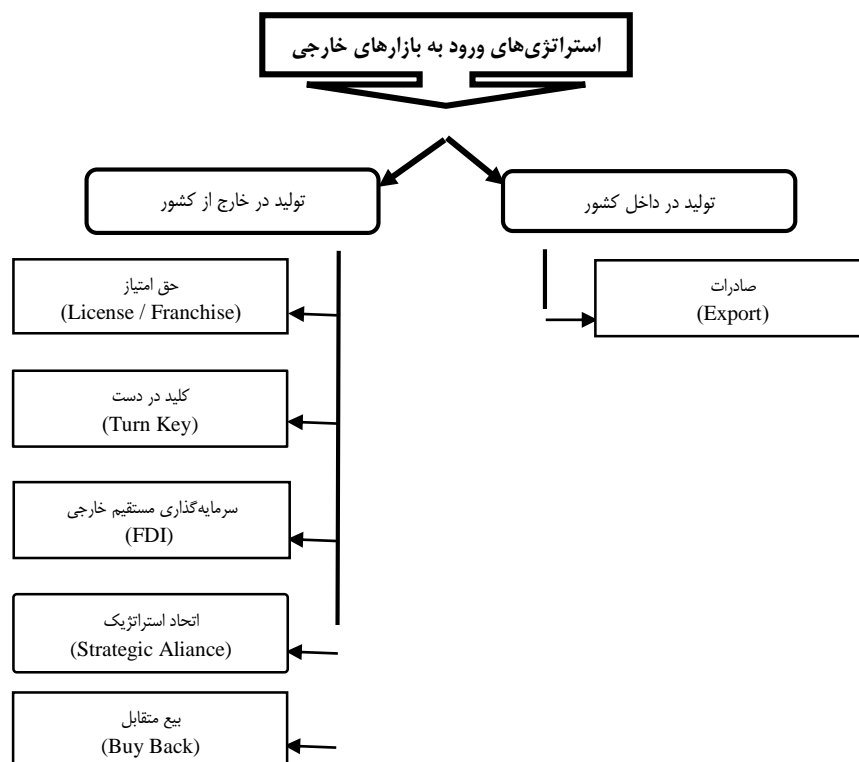 استراتژی‌های ورود به بازارهای خارجی
تولید در داخل کشور
تولید در خارج از کشور
صادرات
(Export)
حق امتیاز
(License / Franchise)
کلید در دست
(Turn Key)
سرمایه‌گذاری مستقیم خارجی
(FDI)
اتحاد استراتژیک
(Strategic Aliance)
بیع متقابل
(Buy Back)